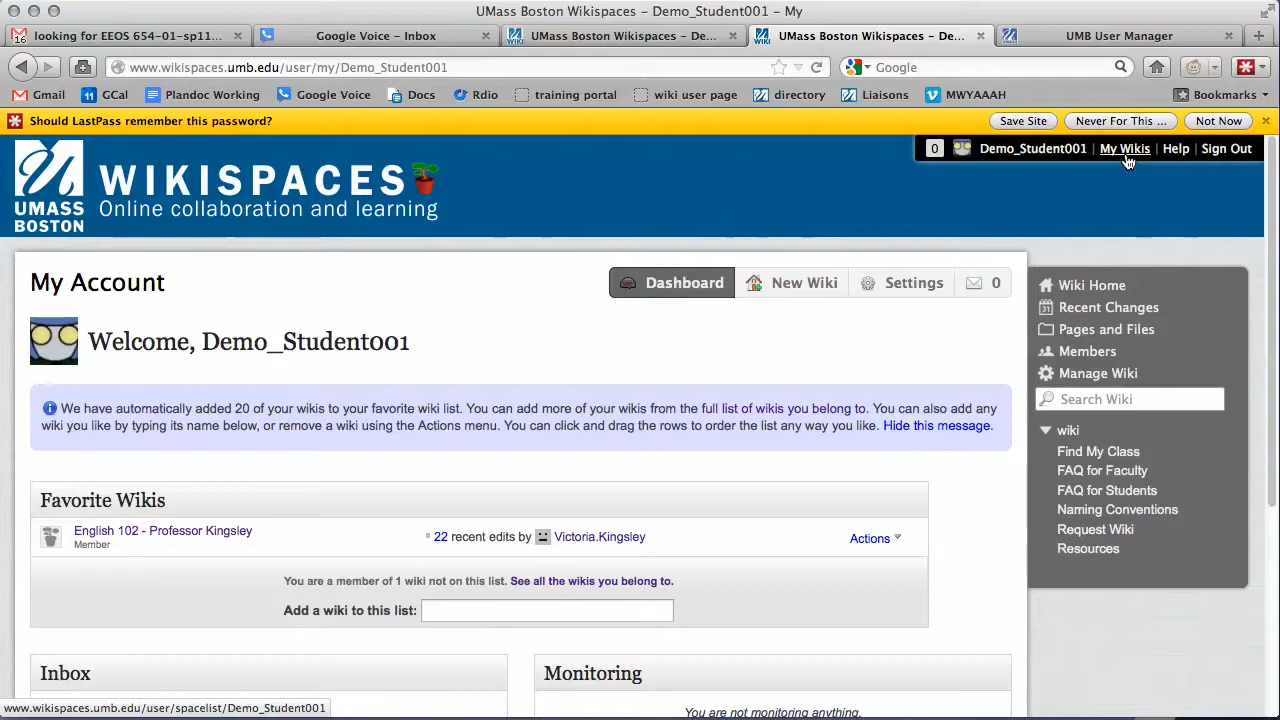 UMass Boston Wikispaces - Demo_Student001 - My
16 looking for EEOS 654-01-sp11...
Google Voice - Inbox
WIKI UMass Boston Wikispaces - De...
WIKI UMass Boston Wikispaces - De...
UMB User Manager
www.wikispaces.umb.edu/user/my/Demo_Student001
Google
Gmail 11 GCal Plandoc Working Google Voice Docs Rdio training portal wiki user page directory Liaisons MWYAAAH Bookmarks
Should LastPass remember this password? Save Site Never For This ... Not Now
0 Demo_Student001 | My Wikis | Help | Sign Out
UMASS
BOSTON
WIKISPACES
Online collaboration and learning
My Account
Dashboard New Wiki Settings 0
Welcome, Demo_Student001
We have automatically added 20 of your wikis to your favorite wiki list. You can add more of your wikis from the full list of wikis you belong to. You can also add any
wiki you like by typing its name below, or remove a wiki using the Actions menu. You can click and drag the rows to order the list any way you like. Hide this message.
Favorite Wikis
English 102 - Professor Kingsley
Member
22 recent edits by Victoria.Kingsley
Actions
You are a member of 1 wiki not on this list. See all the wikis you belong to.
Add a wiki to this list:
Inbox
Monitoring
You are not monitoring anything.
Wiki Home
31 Recent Changes
Pages and Files
Members
Manage Wiki
Search Wiki
wiki
Find My Class
FAQ for Faculty
FAQ for Students
Naming Conventions
Request Wiki
Resources
www.wikispaces.umb.edu/user/spacelist/Demo_Student001